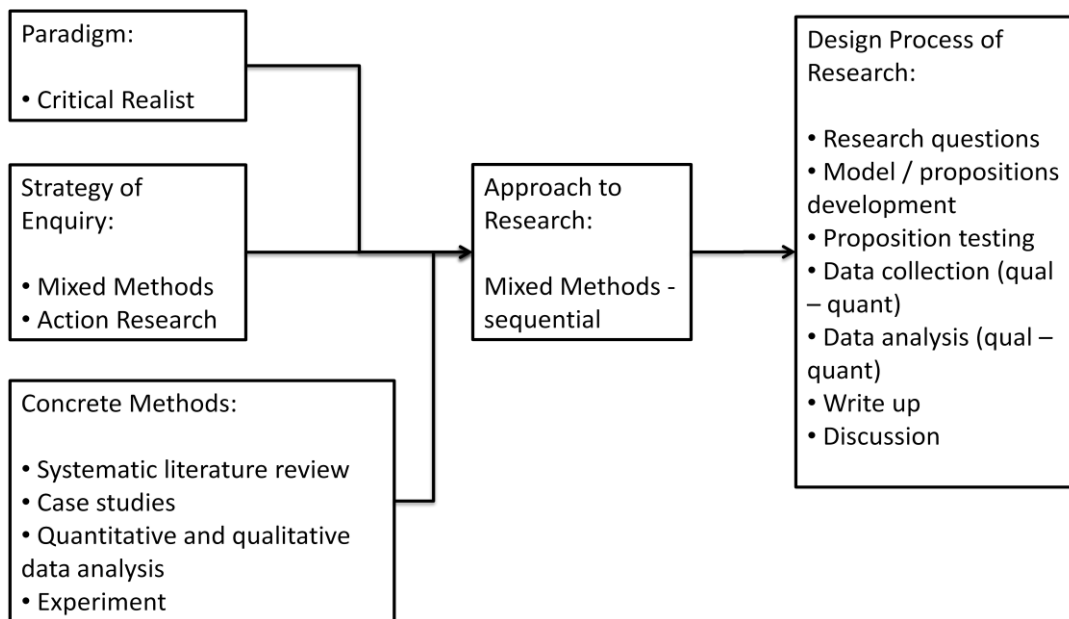 Paradigm:
• Critical Realist
Strategy of
Enquiry:
• Mixed Methods
• Action Research
Concrete Methods:
• Systematic literature review
• Case studies
• Quantitative and qualitative
data analysis
• Experiment
Approach to
Research:
Mixed Methods -
sequential
Design Process of
Research:
• Research questions
• Model / propositions
development
• Proposition testing
• Data collection (qual
– quant)
• Data analysis (qual –
quant)
• Write up
• Discussion